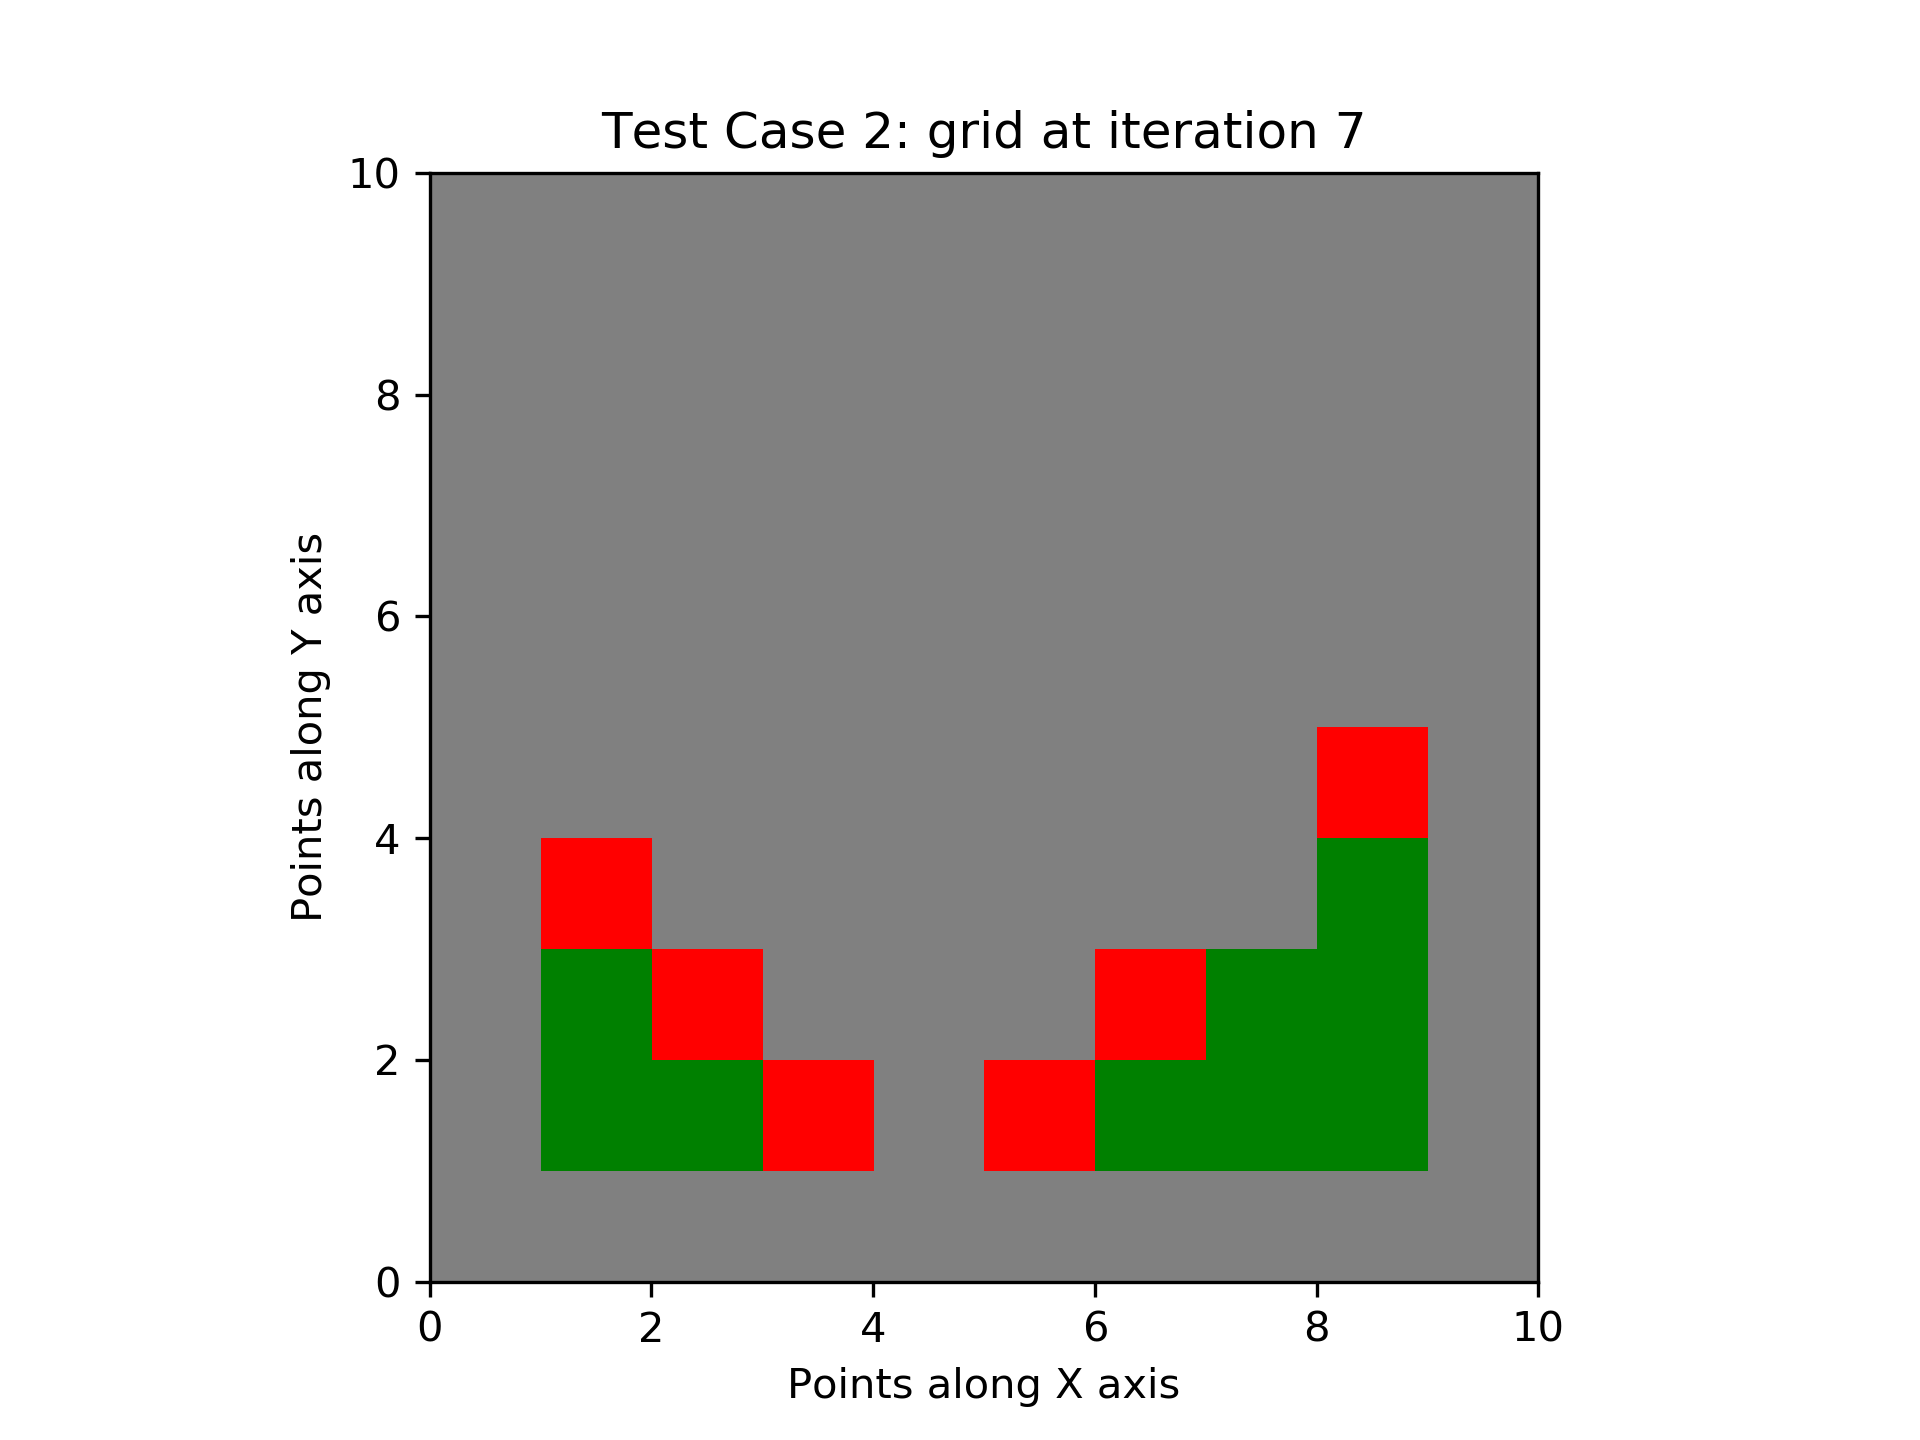 Test Case 2: grid at iteration 7
10
8
6
4
2
0
Points along Y axis
0 2 4 6 8 10
Points along X axis